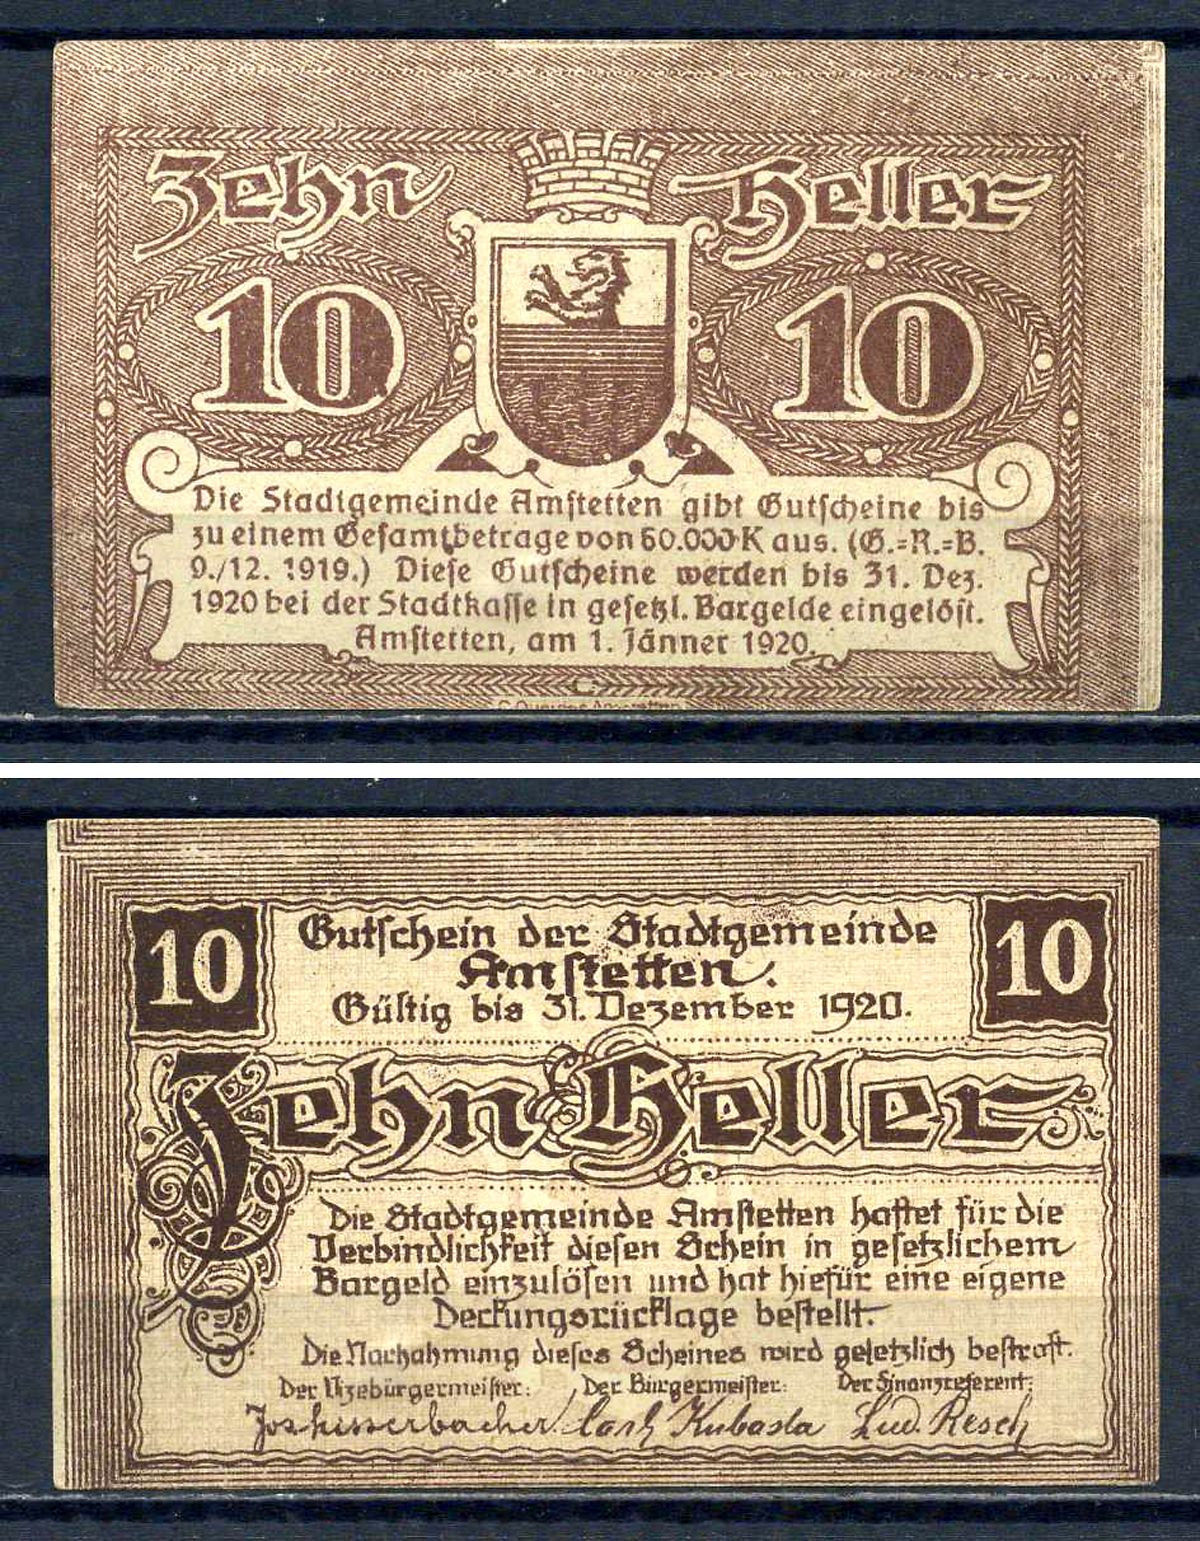 Zehn Heller
10 10
Die Stadtgemeinde Amſtetten gibt Gutſcheine bis
zu einem Geſamtbetrage von 60.000 K aus. (G.=R.=B.
9./12. 1919.) Dieſe Gutſcheine werden bis 31. Dez.
1920 bei der Stadtkaſſe in geſetzl. Bargelde eingelöſt.
Amſtetten, am 1. Jänner 1920.
C
10 10
Gutſchein der Stadtgemeinde
Amſtetten.
Gültig bis 31. Dezember 1920.
Zehn Heller
Die Stadtgemeinde Amſtetten haftet für die
Verbindlichkeit dieſen Schein in geſetzlichem
Bargeld einzulöſen und hat hiefür eine eigene
Deckungsrücklage beſtellt.
Die Nachahmung dieſes Scheines wird geſetzlich beſtraft.
Der Vizebürgermeiſter: Der Bürgermeiſter: Der Finanzreferent:
Carl Kubasta Lud. Resch